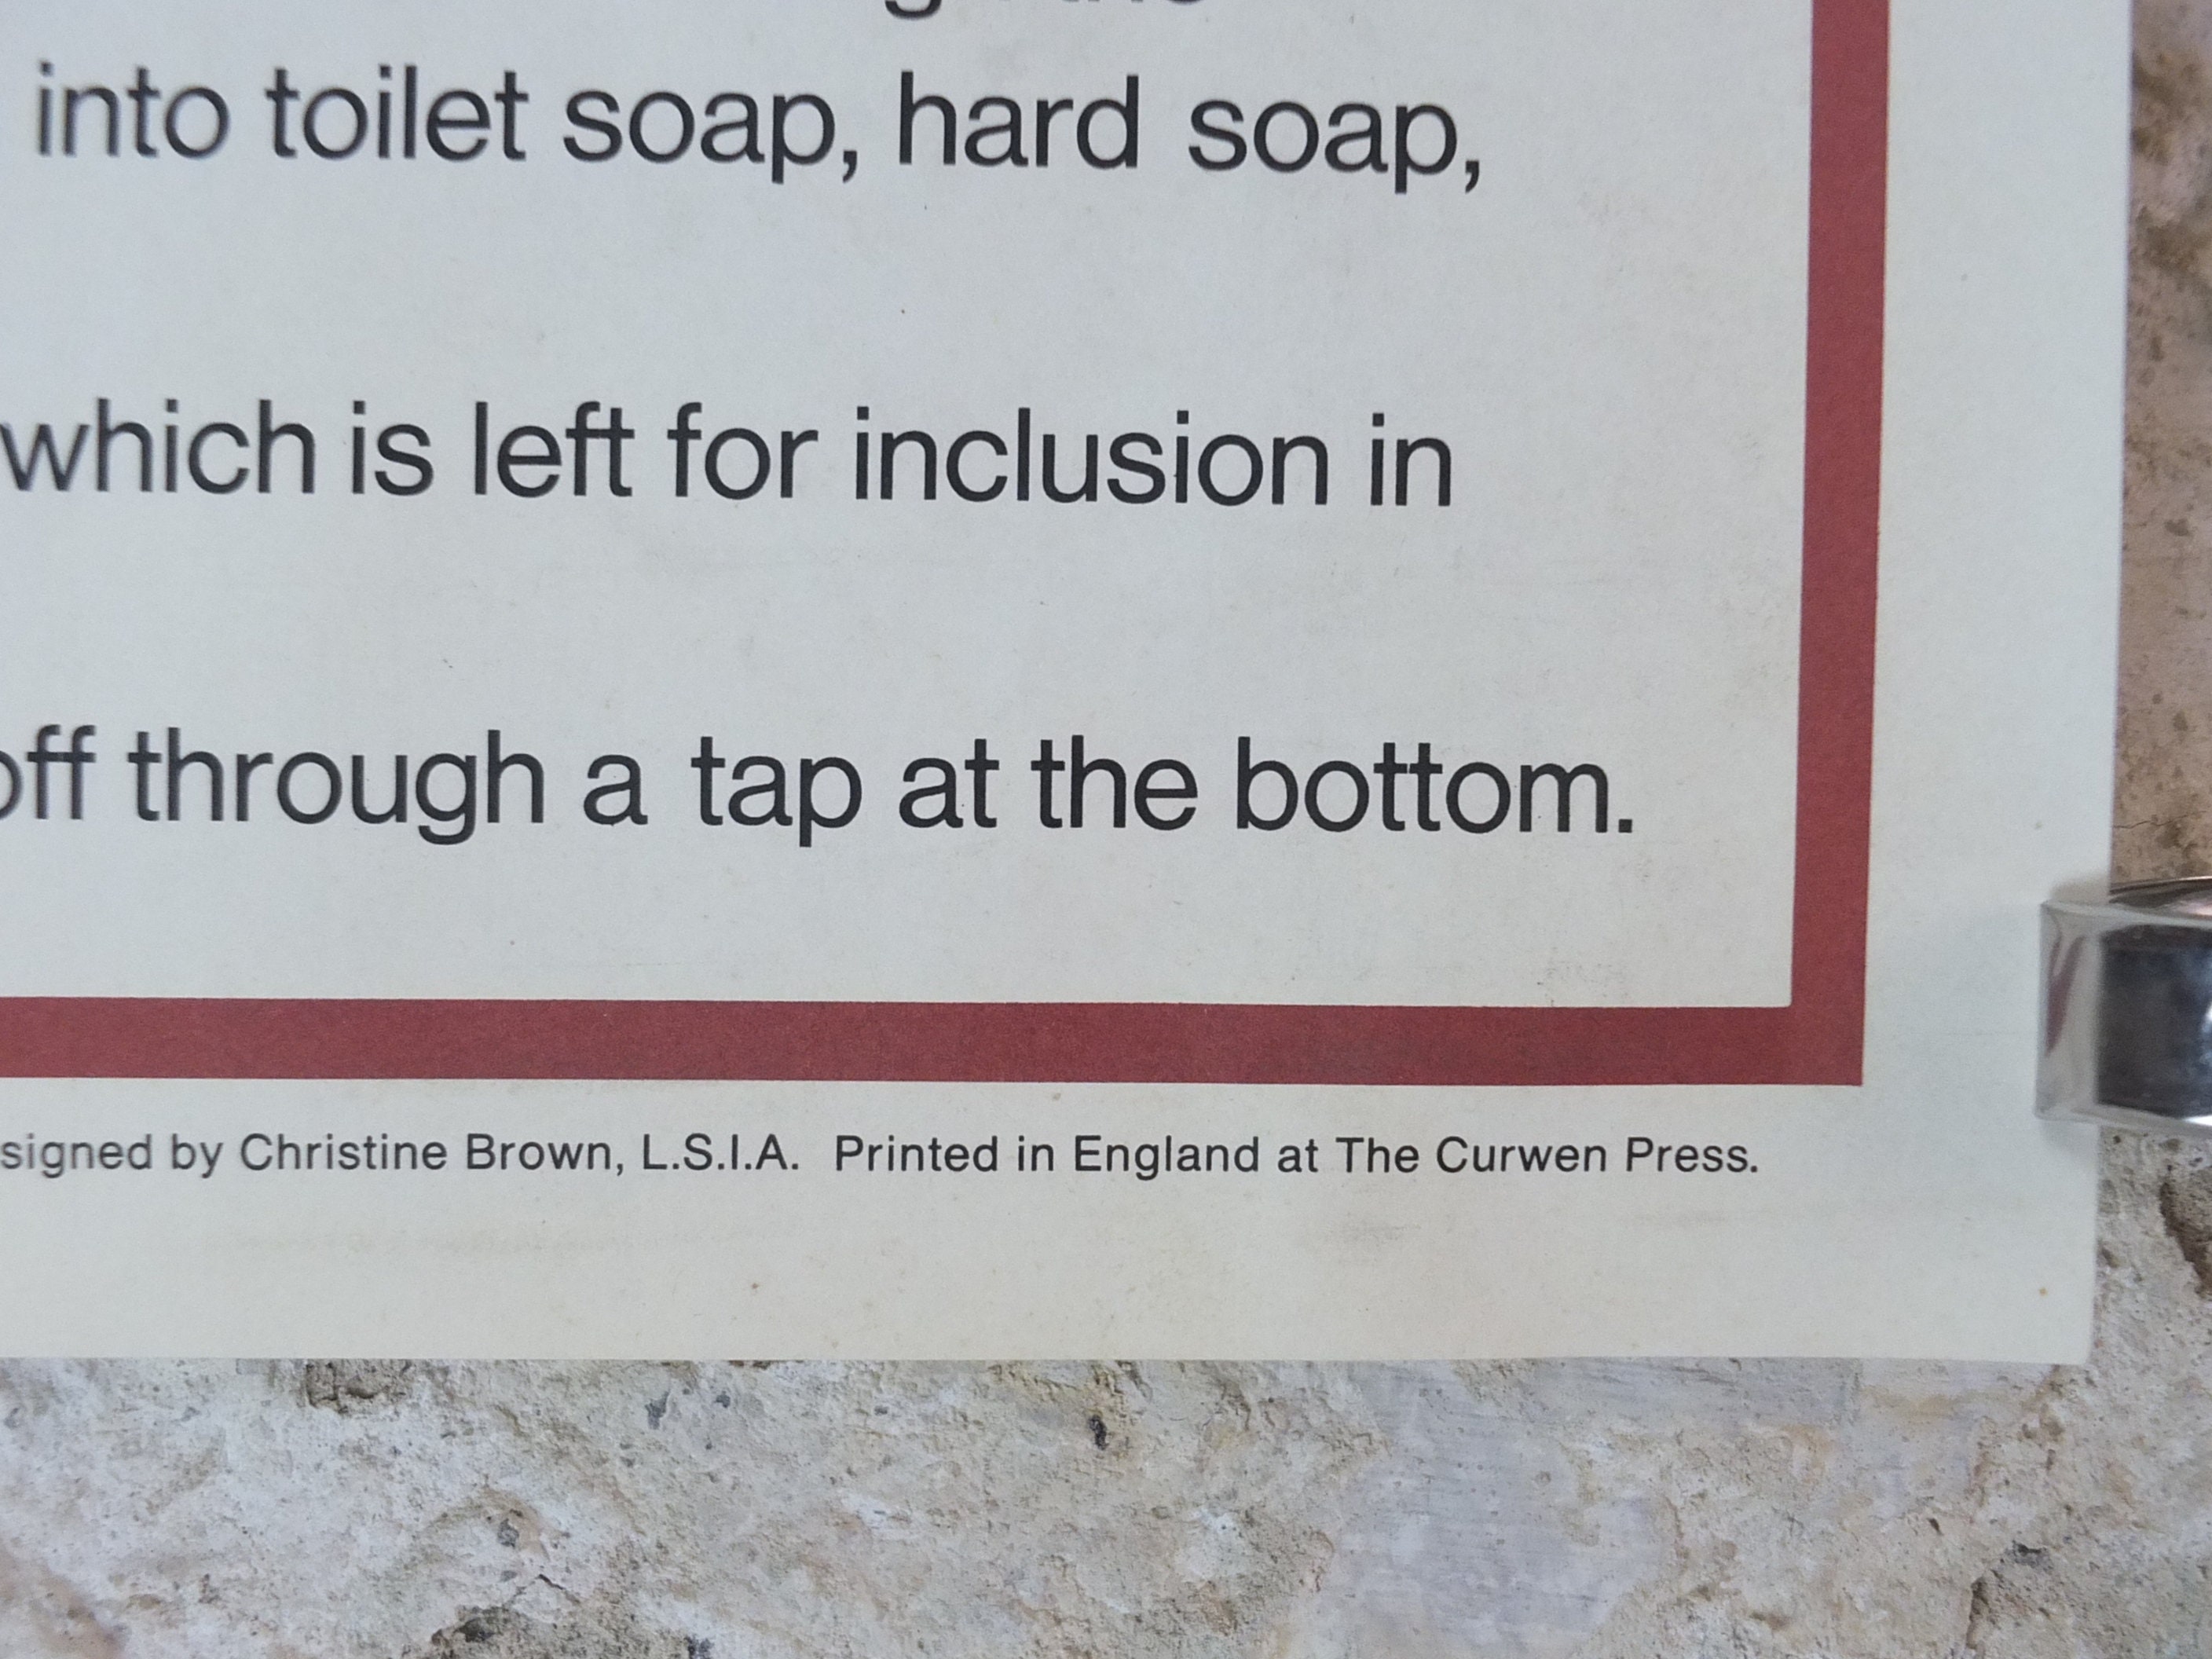 into toilet soap, hard soap,
which is left for inclusion in
off through a tap at the bottom.
signed by Christine Brown, L.S.I.A. Printed in England at The Curwen Press.